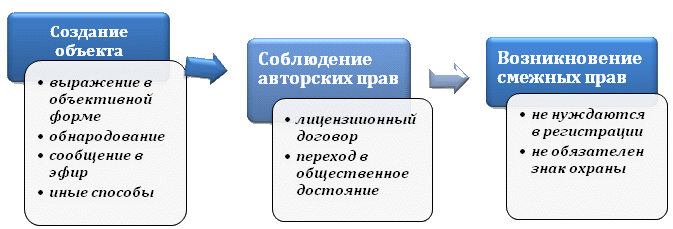 Создание
объекта
• выражение в
объективной
форме
• обнародование
• сообщение в
эфир
• иные способы
Соблюдение
авторских прав
• лицензионный
договор
• переход в
общественное
достояние
Возникновение
смежных прав
• не нуждаются
в регистрации
• не обязателен
знак охраны